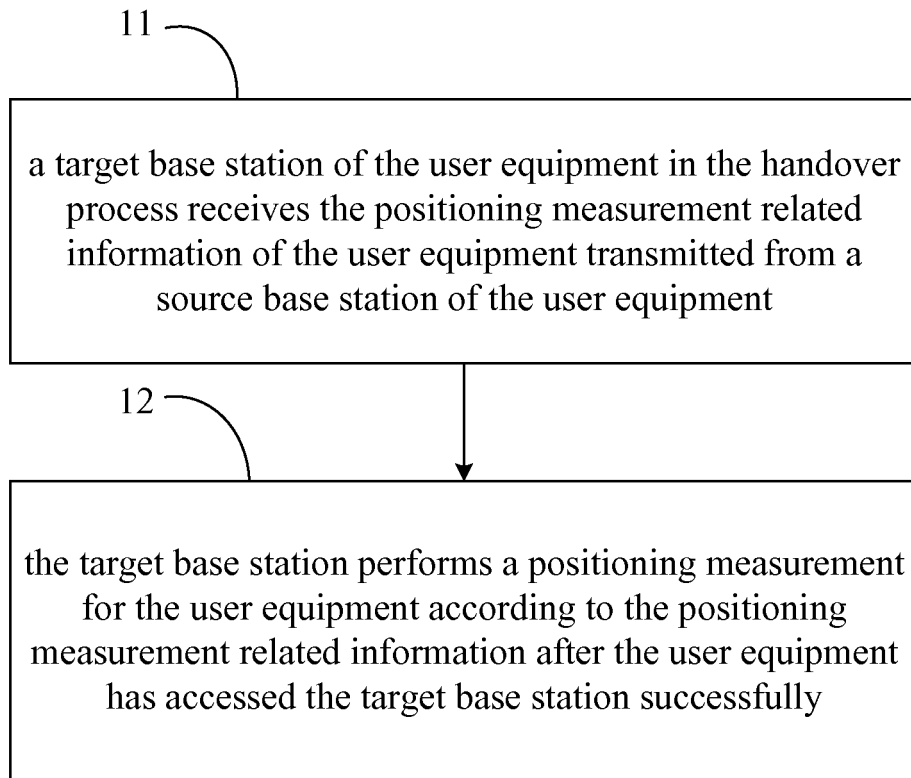 11
a target base station of the user equipment in the handover
process receives the positioning measurement related
information of the user equipment transmitted from a
source base station of the user equipment
12
the target base station performs a positioning measurement
for the user equipment according to the positioning
measurement related information after the user equipment
has accessed the target base station successfully